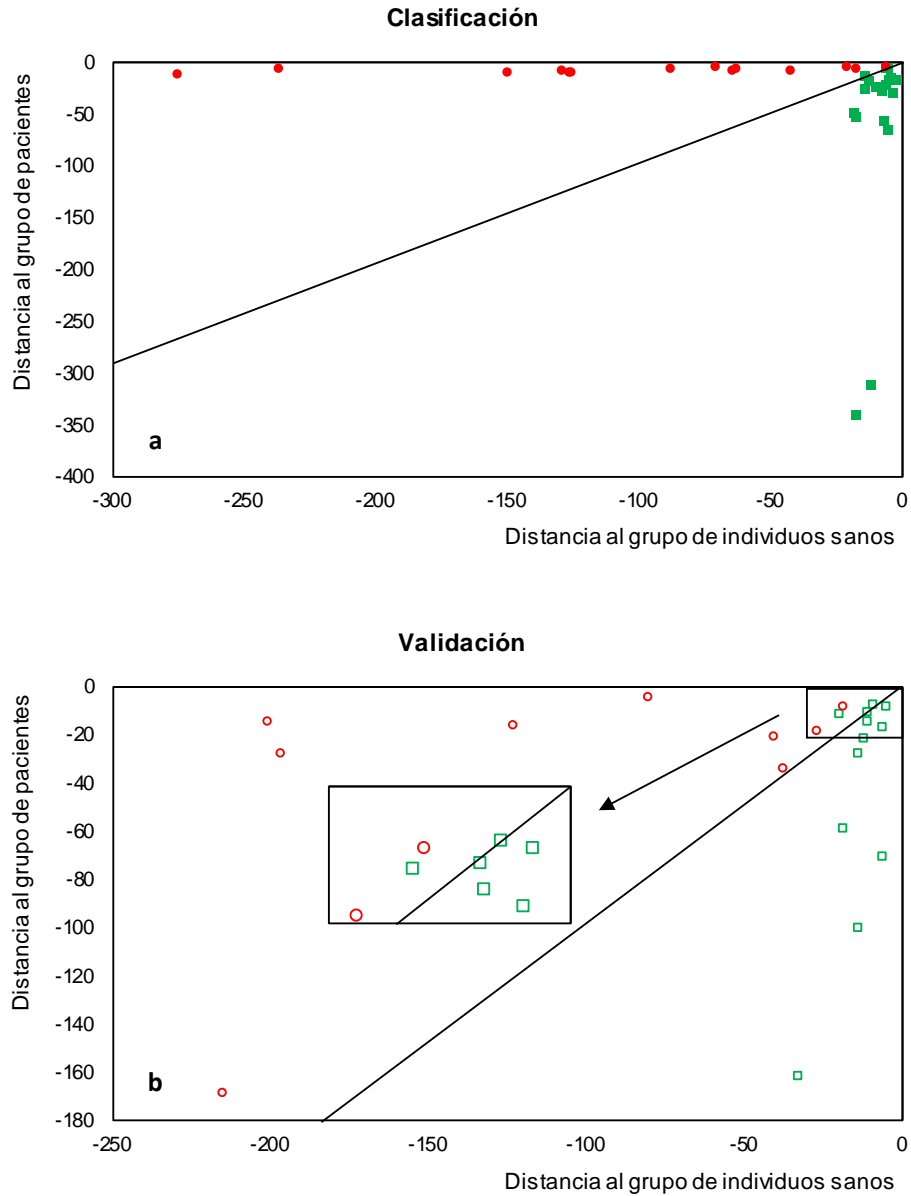 Clasificación
0
-50
-100
-150
-200
-250
-300
-350
-400
Distancia al grupo de pacientes
a
-300 -250 -200 -150 -100 -50 0
Distancia al grupo de individuos sanos
Validación
0
-20
-40
-60
-80
-100
-120
-140
-160
-180
Distancia al grupo de pacientes
b
-250 -200 -150 -100 -50 0
Distancia al grupo de individuos sanos